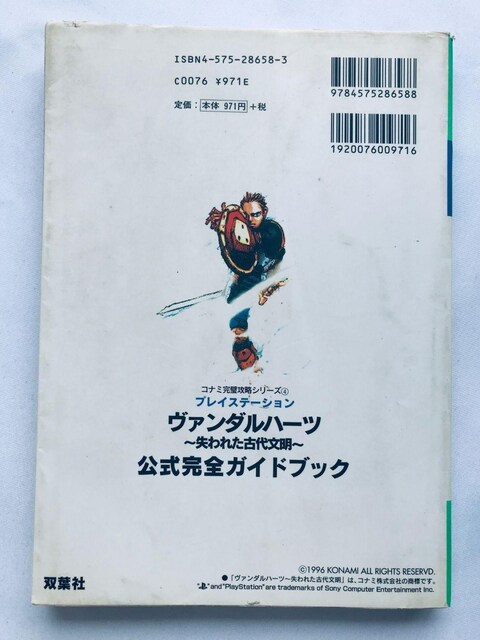 ISBN4-575-28658-3
C0076 ¥971E
定価：本体 971円+税
9784575286588
1920076009716
コナミ完璧攻略シリーズ④
プレイステーション
ヴァンダルハーツ
～失われた古代文明～
公式完全ガイドブック
©1996 KONAMI ALL RIGHTS RESERVD.
●「ヴァンダルハーツ～失われた古代文明」は、コナミ株式会社の商標です。
" " and "PlayStation" are trademarks of Sony Computer Entertainment Inc.
双葉社